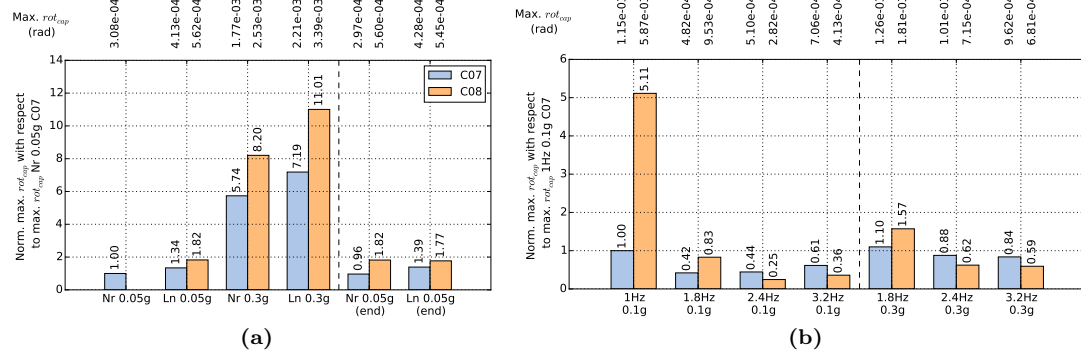 Max. rot_cap
(rad)
3.08e-04
4.13e-04
5.62e-04
1.77e-03
2.53e-03
2.21e-03
3.39e-03
2.97e-04
5.60e-04
4.28e-04
5.45e-04
Norm. max. rot_cap with respect
to max. rot_cap Nr 0.05g C07
14
12
10
8
6
4
2
0
C07
C08
1.00
1.34
1.82
5.74
8.20
7.19
11.01
0.96
1.82
1.39
1.77
Nr 0.05g
Ln 0.05g
Nr 0.3g
Ln 0.3g
Nr 0.05g
(end)
Ln 0.05g
(end)
(a)
Max. rot_cap
(rad)
5.87e-0
4.82e-0
9.53e-0
5.10e-0
2.82e-0
7.06e-0
4.13e-0
1.81e-0
7.15e-0
9.62e-0
6.81e-0
Norm. max. rot_cap with respect
to max. rot_cap 1Hz 0.1g C07
6
5
4
3
2
1
0
1.00
5.11
0.42
0.83
0.44
0.25
0.61
0.36
1.10
1.57
0.88
0.62
0.84
0.59
1Hz
0.1g
1.8Hz
0.1g
2.4Hz
0.1g
3.2Hz
0.1g
1.8Hz
0.3g
2.4Hz
0.3g
3.2Hz
0.3g
(b)